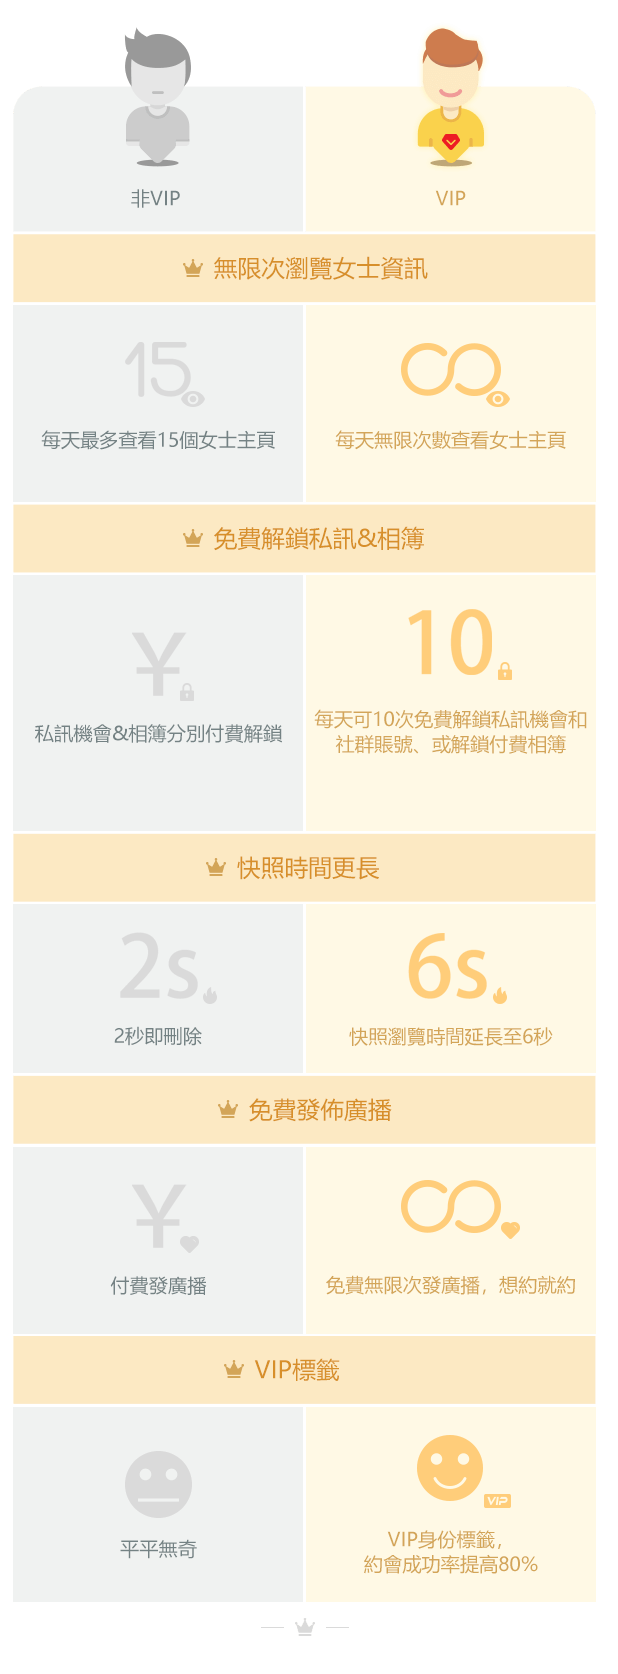 非VIP
VIP
無限次瀏覽女士資訊
15
每天最多查看15個女士主頁
每天無限次數查看女士主頁
免費解鎖私訊&相簿
¥
私訊機會&相簿分別付費解鎖
10
每天可10次免費解鎖私訊機會和
社群賬號、或解鎖付費相簿
快照時間更長
2s
2秒即刪除
6s
快照瀏覽時間延長至6秒
免費發佈廣播
¥
付費發廣播
免費無限次發廣播，想約就約
VIP標籤
平平無奇
VIP
VIP身份標籤，
約會成功率提高80%